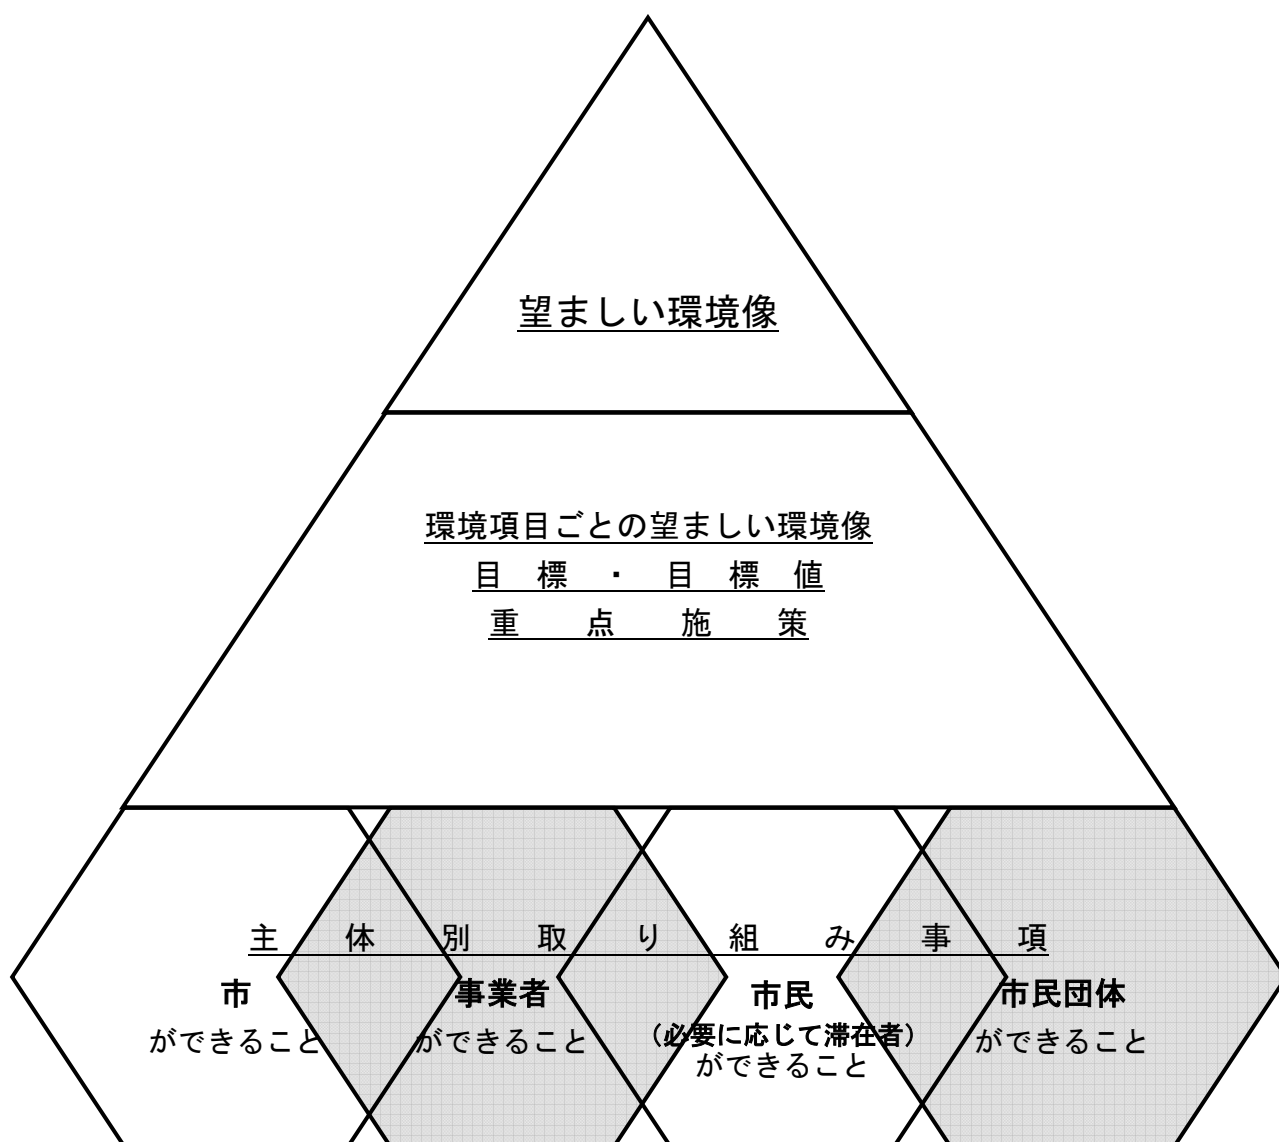 望ましい環境像
環境項目ごとの望ましい環境像
目標・目標値
重点施策
主体別取り組み事項
市
ができること
事業者
ができること
市民
（必要に応じて滞在者）
ができること
市民団体
ができること